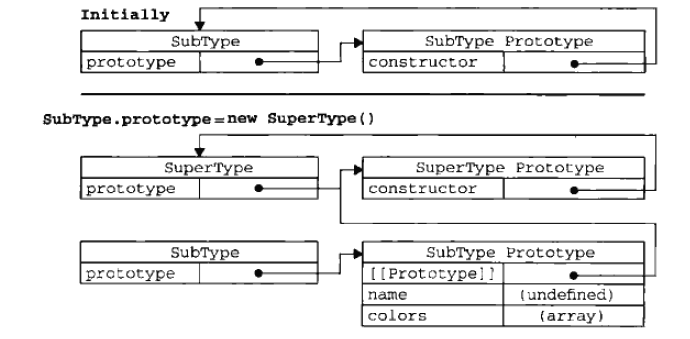 Initially
SubType
prototype
SubType Prototype
constructor
SubType.prototype=new SuperType()
SuperType
prototype
SuperType Prototype
constructor
SubType
prototype
SubType Prototype
[[Prototype]]
name (undefined)
colors (array)